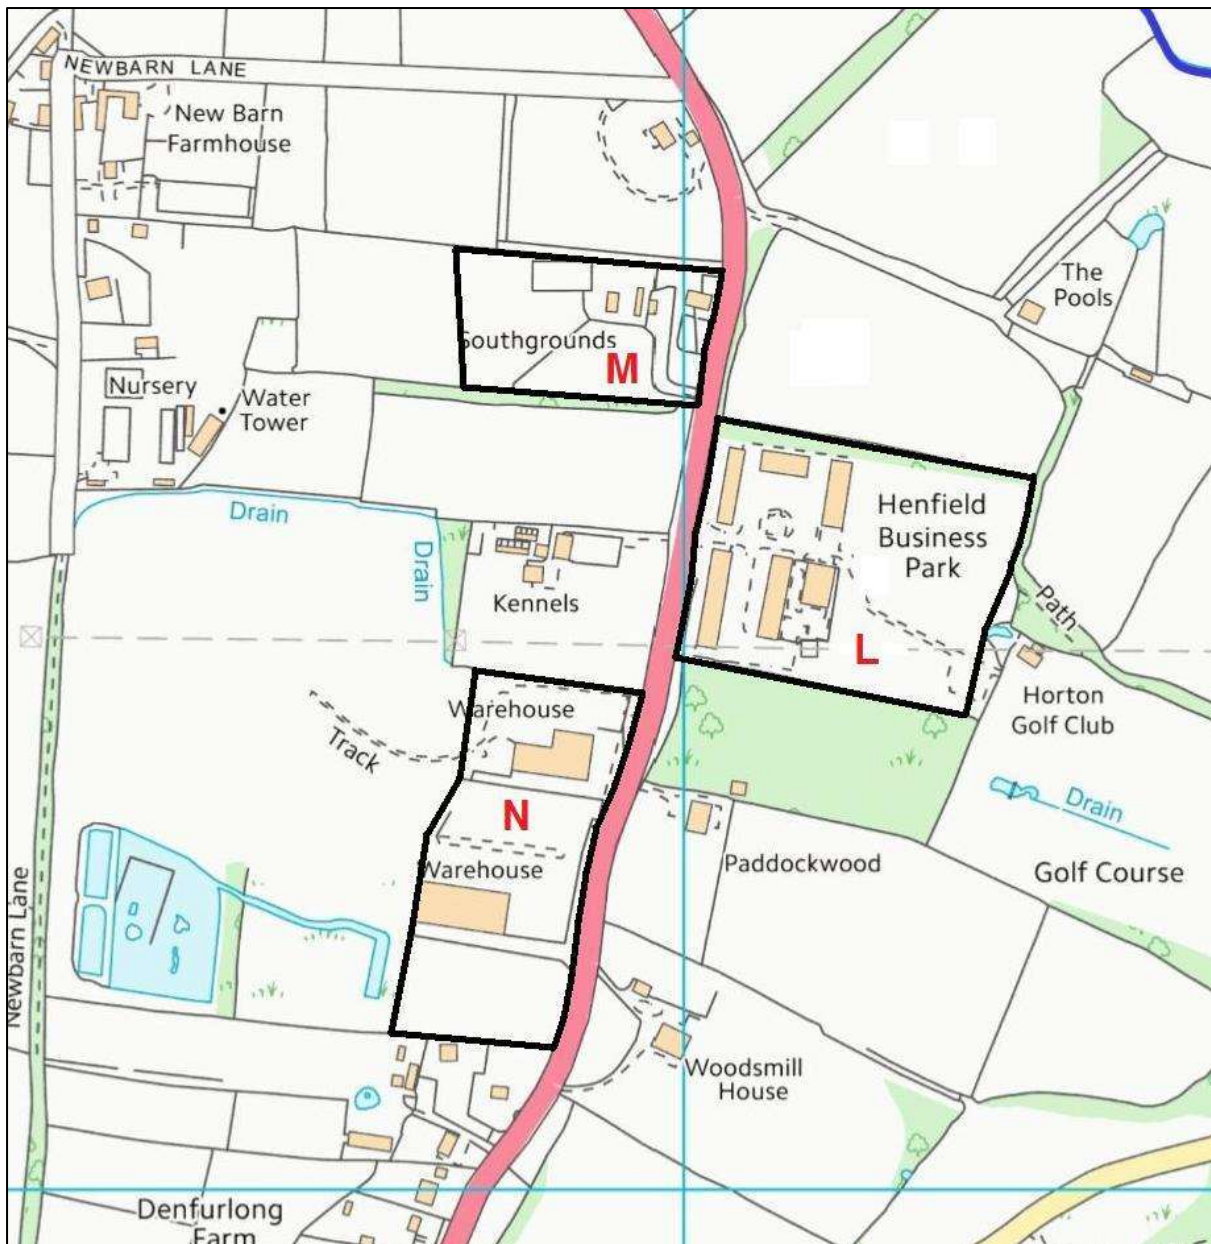 NEWBARN LANE
New Barn
Farmhouse
The
Pools
Southgrounds
M
Nursery
Water
Tower
Henfield
Business
Park
Drain
Drain
Kennels
Path
L
Horton
Golf Club
Warehouse
Track
Drain
N
Paddockwood
Warehouse
Golf Course
Newbarn Lane
Woodsmill
House
Denfurlong
Farm